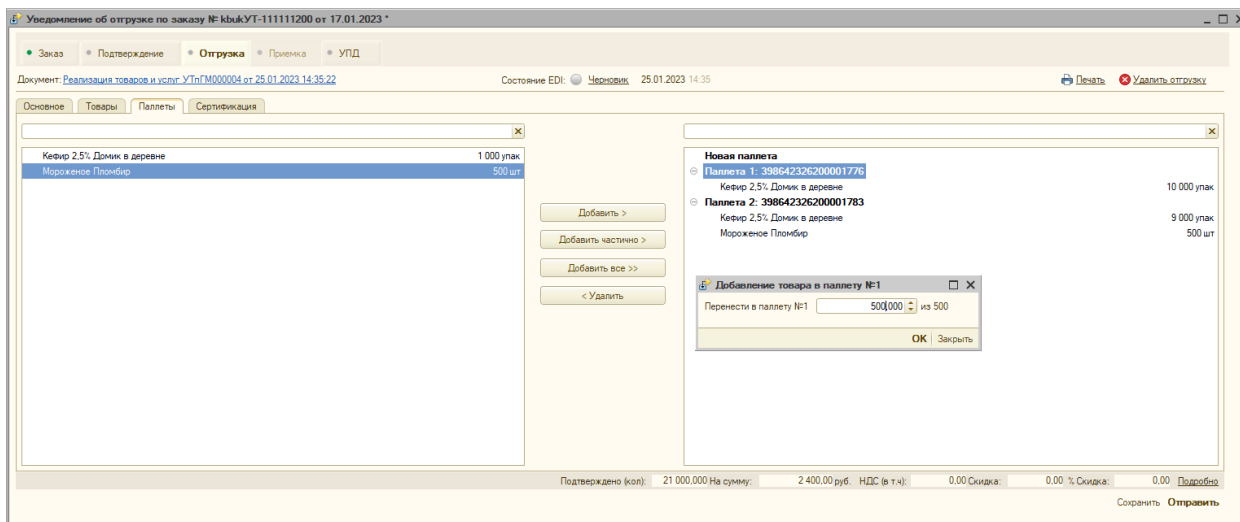 Уведомление об отгрузке по заказу № kbukУТ-111111200 от 17.01.2023 *
Заказ Подтверждение Отгрузка Приемка УПД
Документ: Реализация товаров и услуг УТпГМ000004 от 25.01.2023 14:35:22 Состояние EDI: Черновик 25.01.2023 14:35 Печать Удалить отгрузку
Основное Товары Паллеты Сертификация
Кефир 2,5% Домик в деревне 1 000 упак
Мороженое Пломбир 500 шт
Добавить >
Добавить частично >
Добавить все >>
< Удалить
Новая паллета
Паллета 1: 398642326200001776
Кефир 2,5% Домик в деревне 10 000 упак
Паллета 2: 398642326200001783
Кефир 2,5% Домик в деревне 9 000 упак
Мороженое Пломбир 500 шт
Добавление товара в паллету №1
Перенести в паллету №1 500,000 из 500
OK Закрыть
Подтверждено (кол): 21 000,000 На сумму: 2 400,00 руб. НДС (в т.ч): 0,00 Скидка: 0,00 % Скидка: 0,00 Подробно
Сохранить Отправить